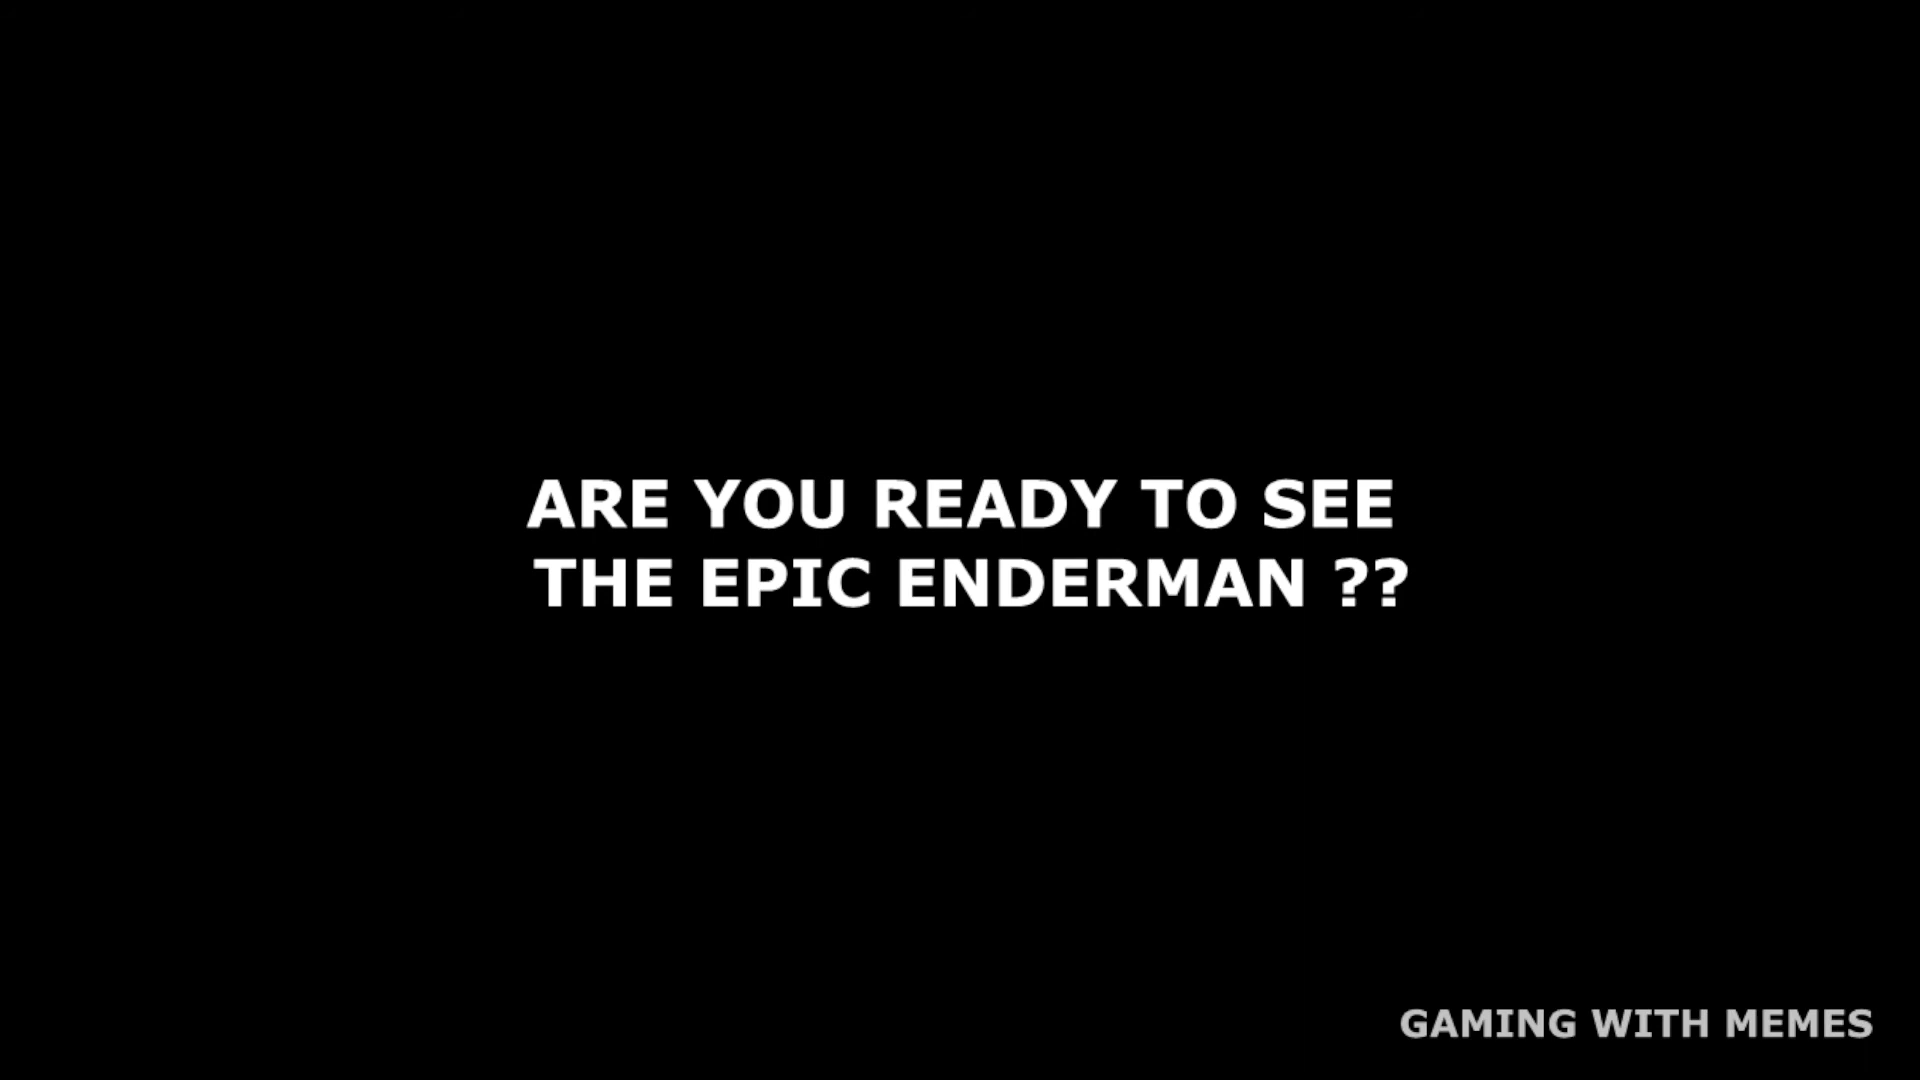 ARE YOU READY TO SEE
THE EPIC ENDERMAN ??
GAMING WITH MEMES